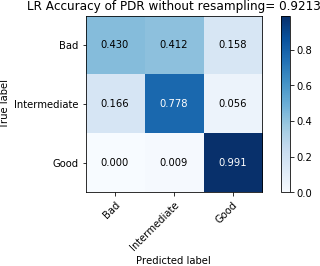 LR Accuracy of PDR without resampling= 0.9213
True label
Bad
0.430 0.412 0.158
Intermediate
0.166 0.778 0.056
Good
0.000 0.009 0.991
Bad
Intermediate
Good
Predicted label
0.8
0.6
0.4
0.2
0.0